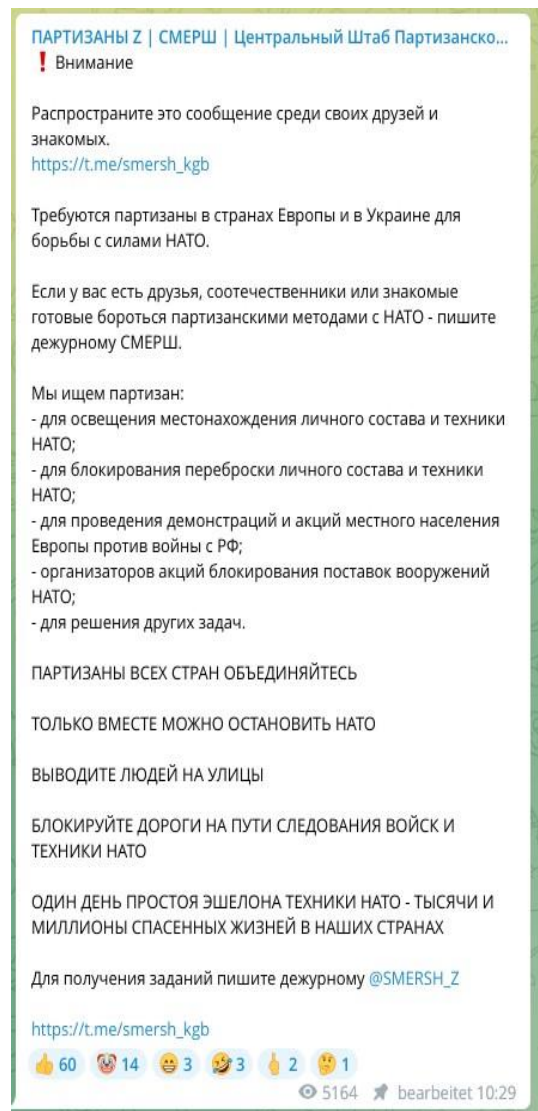 ПАРТИЗАНЫ Z | СМЕРШ | Центральный Штаб Партизанско...
❗ Внимание
Распространите это сообщение среди своих друзей и
знакомых.
https://t.me/smersh_kgb
Требуются партизаны в странах Европы и в Украине для
борьбы с силами НАТО.
Если у вас есть друзья, соотечественники или знакомые
готовые бороться партизанскими методами с НАТО - пишите
дежурному СМЕРШ.
Мы ищем партизан:
- для освещения местонахождения личного состава и техники
НАТО;
- для блокирования переброски личного состава и техники
НАТО;
- для проведения демонстраций и акций местного населения
Европы против войны с РФ;
- организаторов акций блокирования поставок вооружений
НАТО;
- для решения других задач.
ПАРТИЗАНЫ ВСЕХ СТРАН ОБЪЕДИНЯЙТЕСЬ
ТОЛЬКО ВМЕСТЕ МОЖНО ОСТАНОВИТЬ НАТО
ВЫВОДИТЕ ЛЮДЕЙ НА УЛИЦЫ
БЛОКИРУЙТЕ ДОРОГИ НА ПУТИ СЛЕДОВАНИЯ ВОЙСК И
ТЕХНИКИ НАТО
ОДИН ДЕНЬ ПРОСТОЯ ЭШЕЛОНА ТЕХНИКИ НАТО - ТЫСЯЧИ И
МИЛЛИОНЫ СПАСЕННЫХ ЖИЗНЕЙ В НАШИХ СТРАНАХ
Для получения заданий пишите дежурному @SMERSH_Z
https://t.me/smersh_kgb
👍 60 🤡 14 😁 3 🤣 3 🖕 2 🤔 1
5164 bearbeitet 10:29